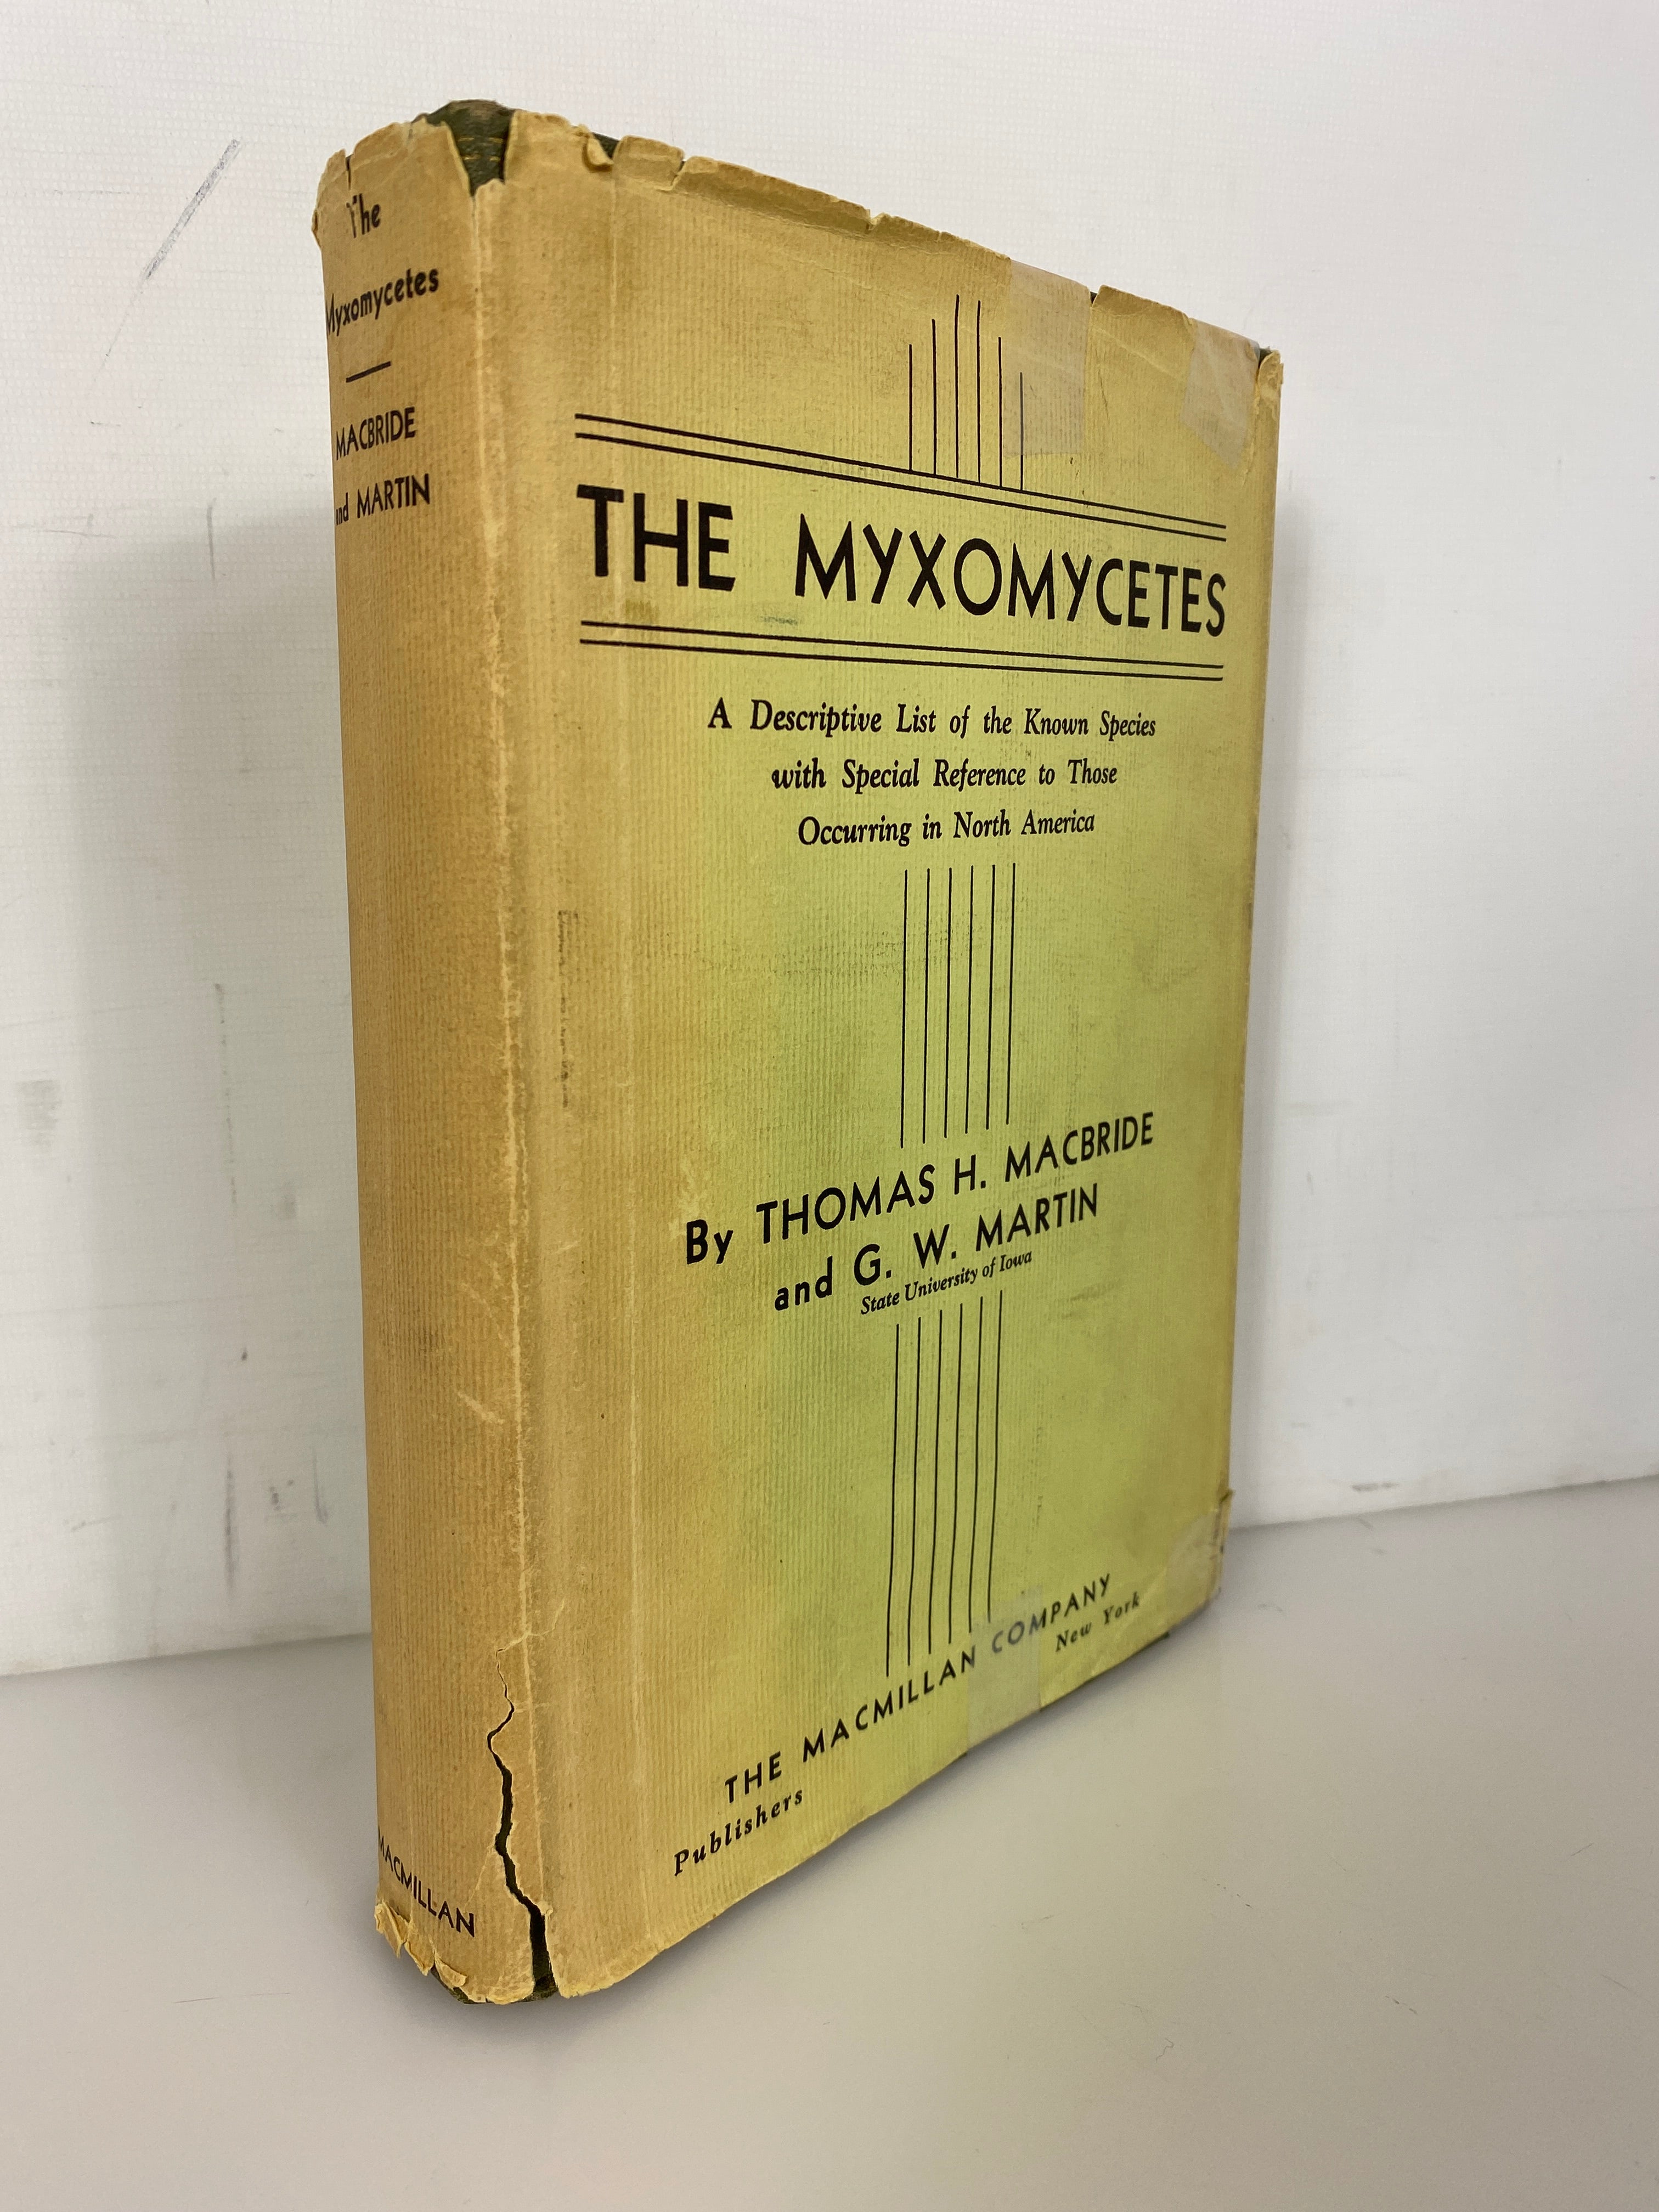 The
Myxomycetes
MACBRIDE
and MARTIN
MACMILLAN
THE MYXOMYCETES
A Descriptive List of the Known Species
with Special Reference to Those
Occurring in North America
By THOMAS H. MACBRIDE
and G. W. MARTIN
State University of Iowa
THE MACMILLAN COMPANY
Publishers New York